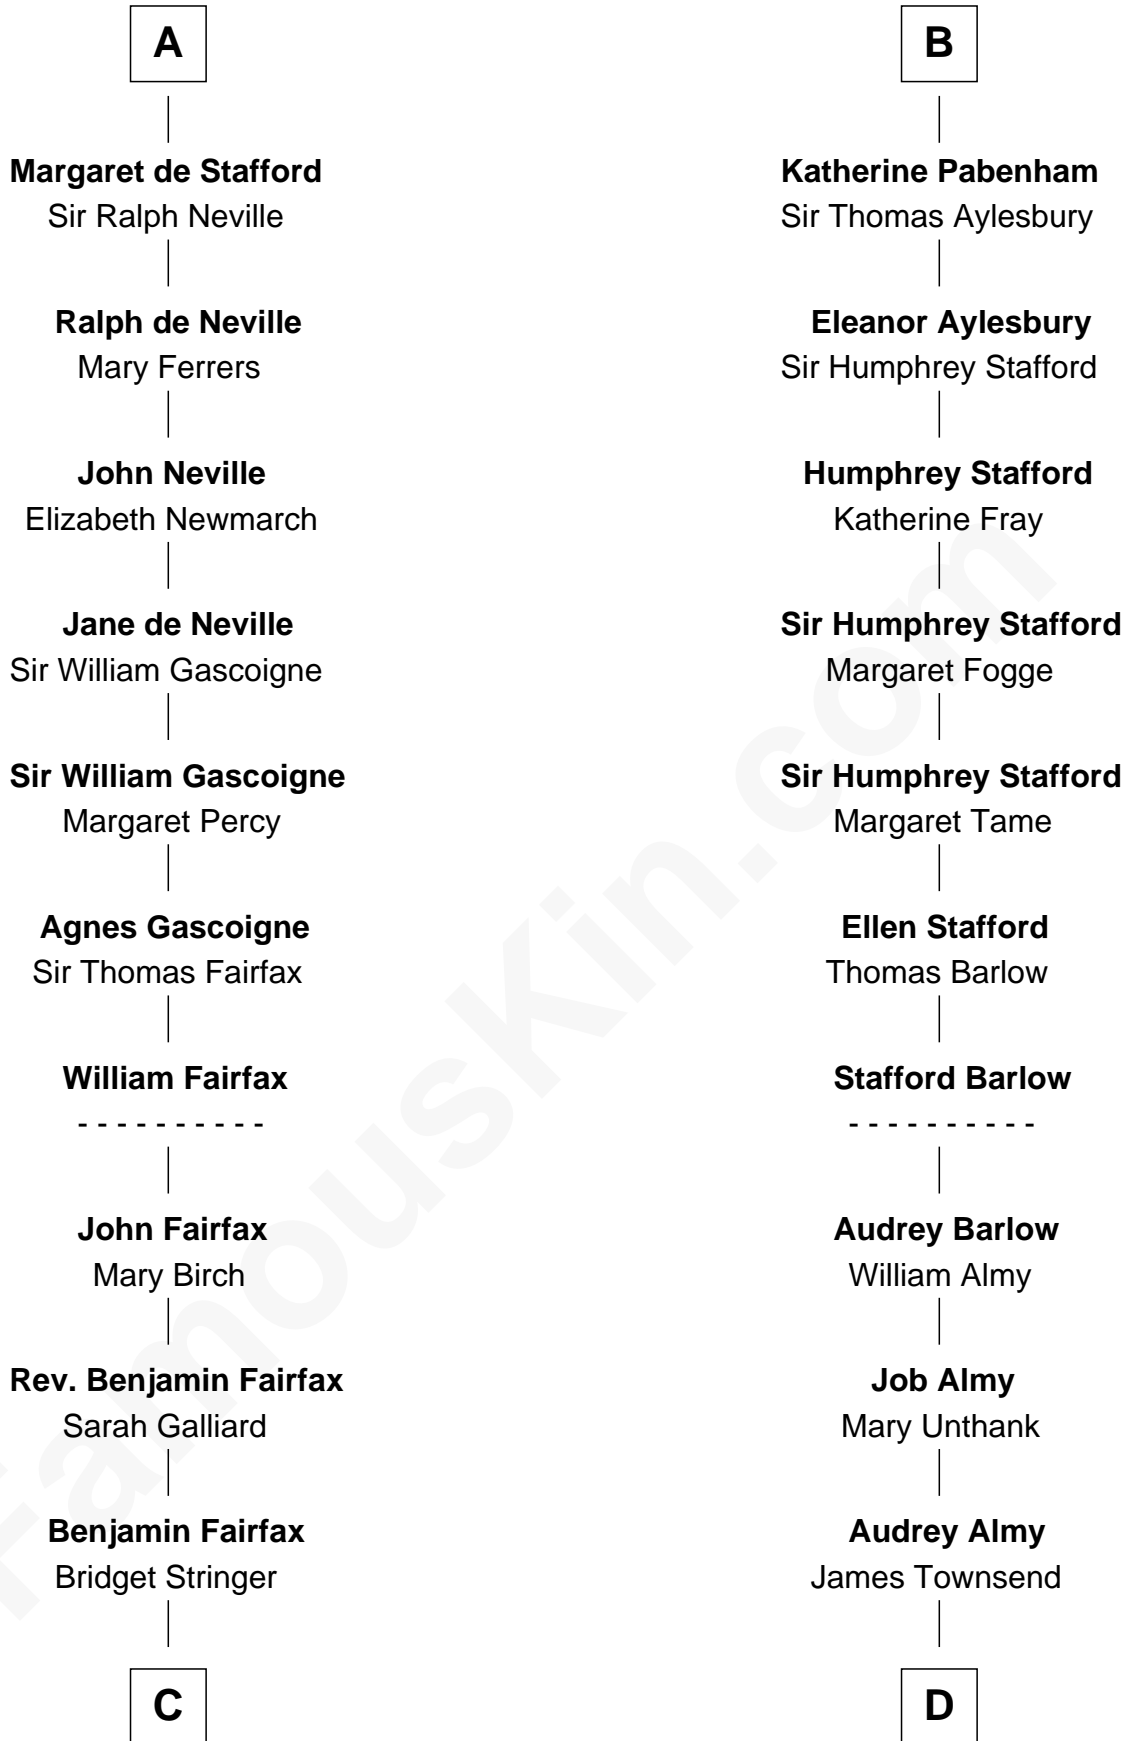 A
Margaret de Stafford
Sir Ralph Neville
Ralph de Neville
Mary Ferrers
John Neville
Elizabeth Newmarch
Jane de Neville
Sir William Gascoigne
Sir William Gascoigne
Margaret Percy
Agnes Gascoigne
Sir Thomas Fairfax
William Fairfax
- - - - - - - - - -
John Fairfax
Mary Birch
Rev. Benjamin Fairfax
Sarah Galliard
Benjamin Fairfax
Bridget Stringer
C
B
Katherine Pabenham
Sir Thomas Aylesbury
Eleanor Aylesbury
Sir Humphrey Stafford
Humphrey Stafford
Katherine Fray
Sir Humphrey Stafford
Margaret Fogge
Sir Humphrey Stafford
Margaret Tame
Ellen Stafford
Thomas Barlow
Stafford Barlow
- - - - - - - - - -
Audrey Barlow
William Almy
Job Almy
Mary Unthank
Audrey Almy
James Townsend
D
FamousKin.com